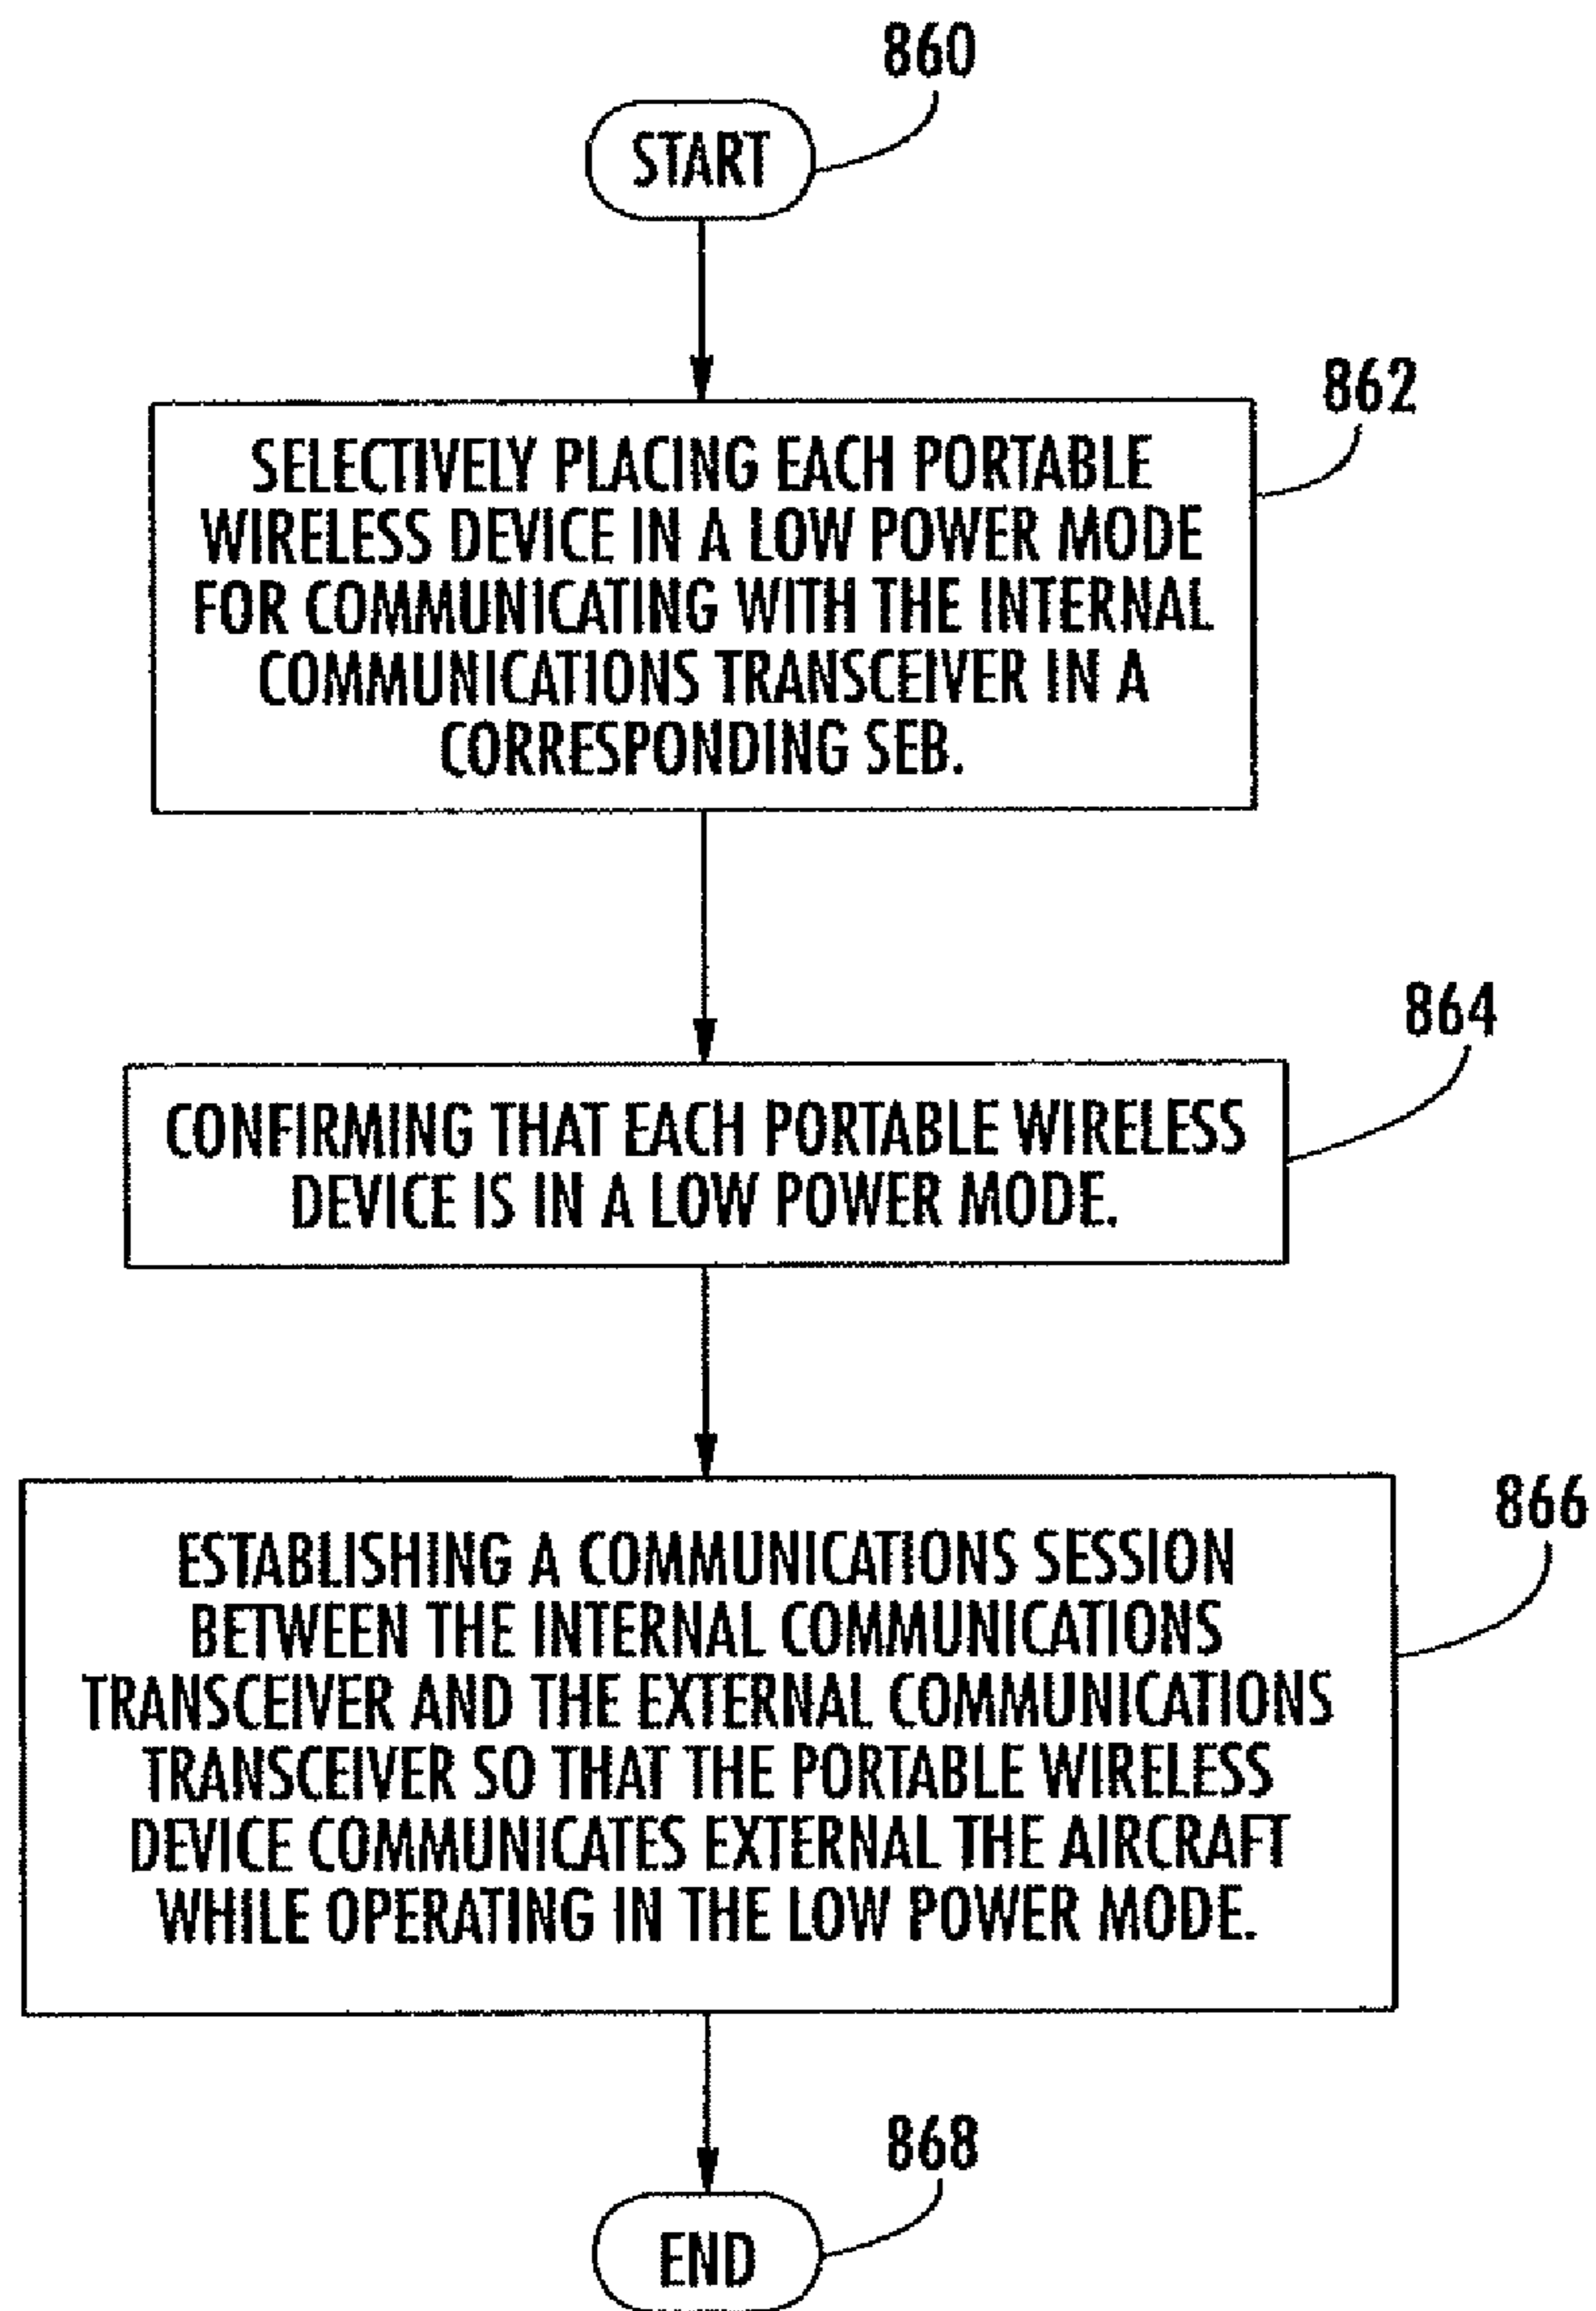 860
START
862
SELECTIVELY PLACING EACH PORTABLE
WIRELESS DEVICE IN A LOW POWER MODE
FOR COMMUNICATING WITH THE INTERNAL
COMMUNICATIONS TRANSCEIVER IN A
CORRESPONDING SEB.
864
CONFIRMING THAT EACH PORTABLE WIRELESS
DEVICE IS IN A LOW POWER MODE.
866
ESTABLISHING A COMMUNICATIONS SESSION
BETWEEN THE INTERNAL COMMUNICATIONS
TRANSCEIVER AND THE EXTERNAL COMMUNICATIONS
TRANSCEIVER SO THAT THE PORTABLE WIRELESS
DEVICE COMMUNICATES EXTERNAL THE AIRCRAFT
WHILE OPERATING IN THE LOW POWER MODE.
868
END